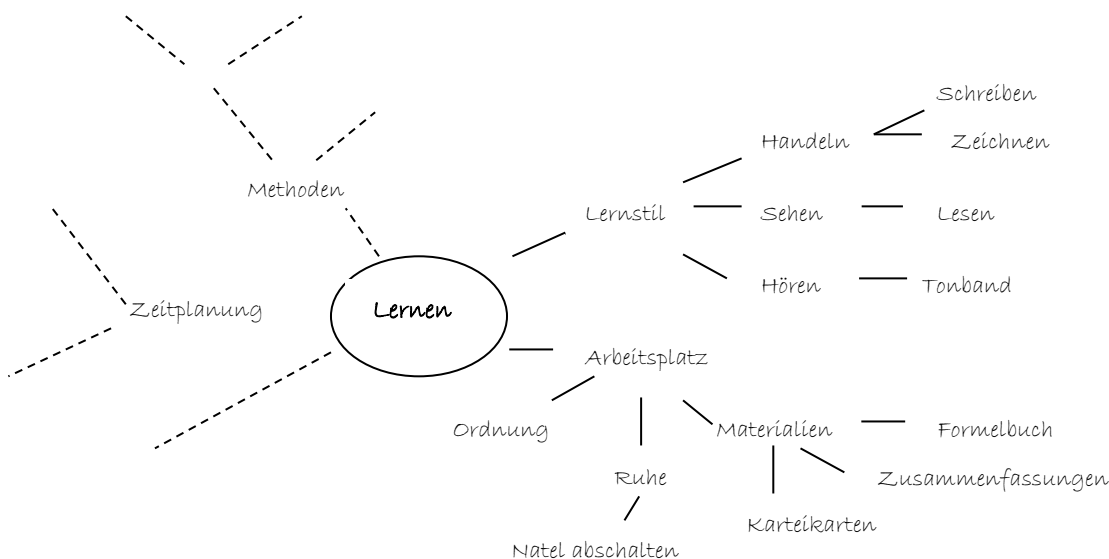 Schreiben
Handeln
Zeichnen
Methoden
Lernstil
Sehen
Lesen
Hören
Tonband
Zeitplanung
Lernen
Arbeitsplatz
Ordnung
Materialien
Formelbuch
Ruhe
Zusammenfassungen
Karteikarten
Natel abschalten